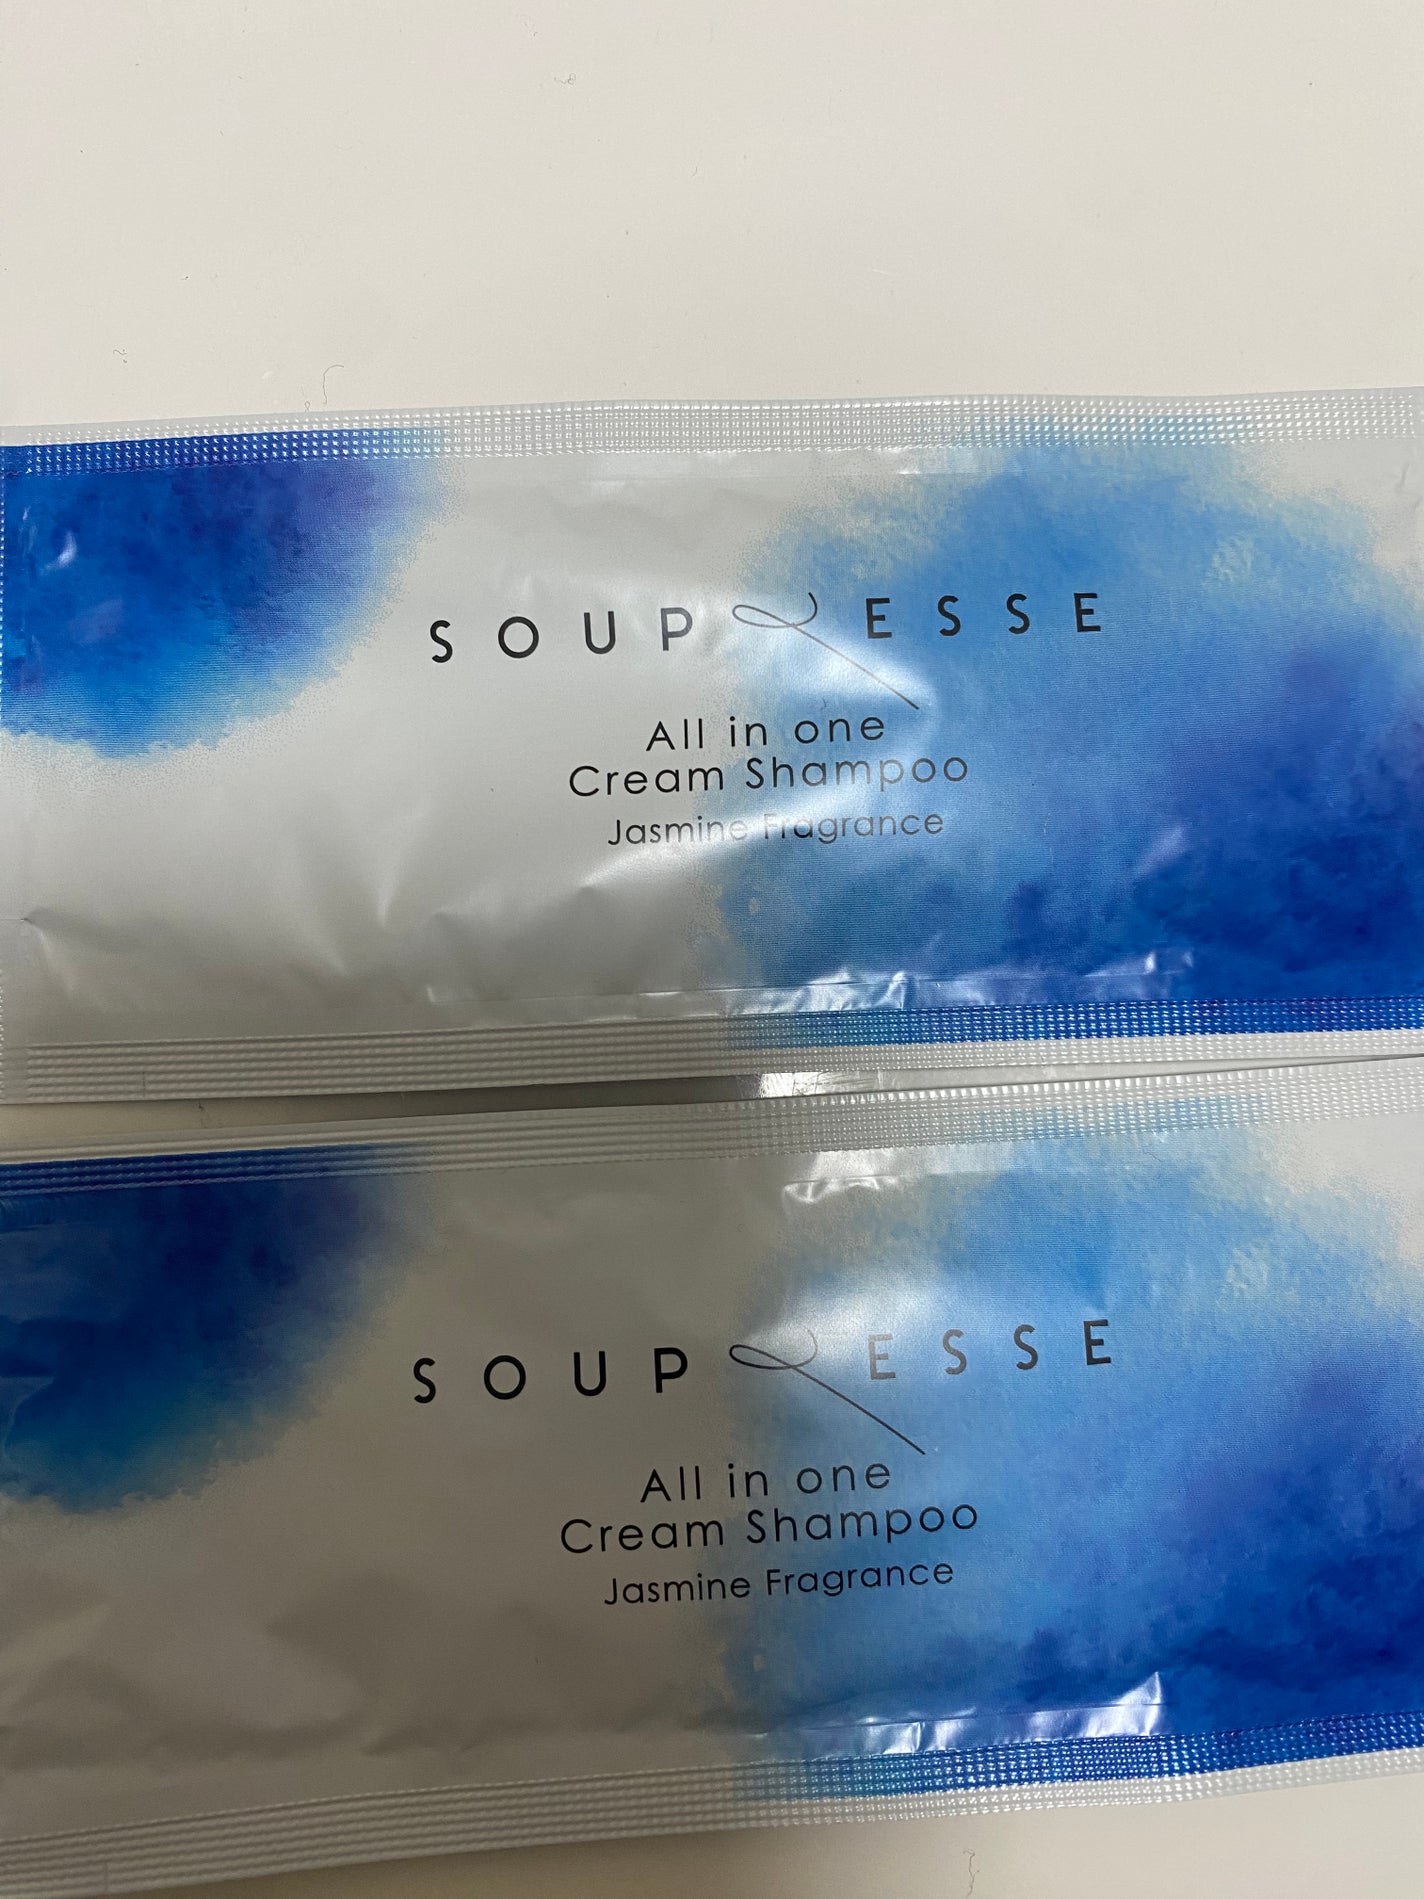 SOUPLESSE
All in one
Cream Shampoo
Jasmine Fragrance
SOUPLESSE
All in one
Cream Shampoo
Jasmine Fragrance